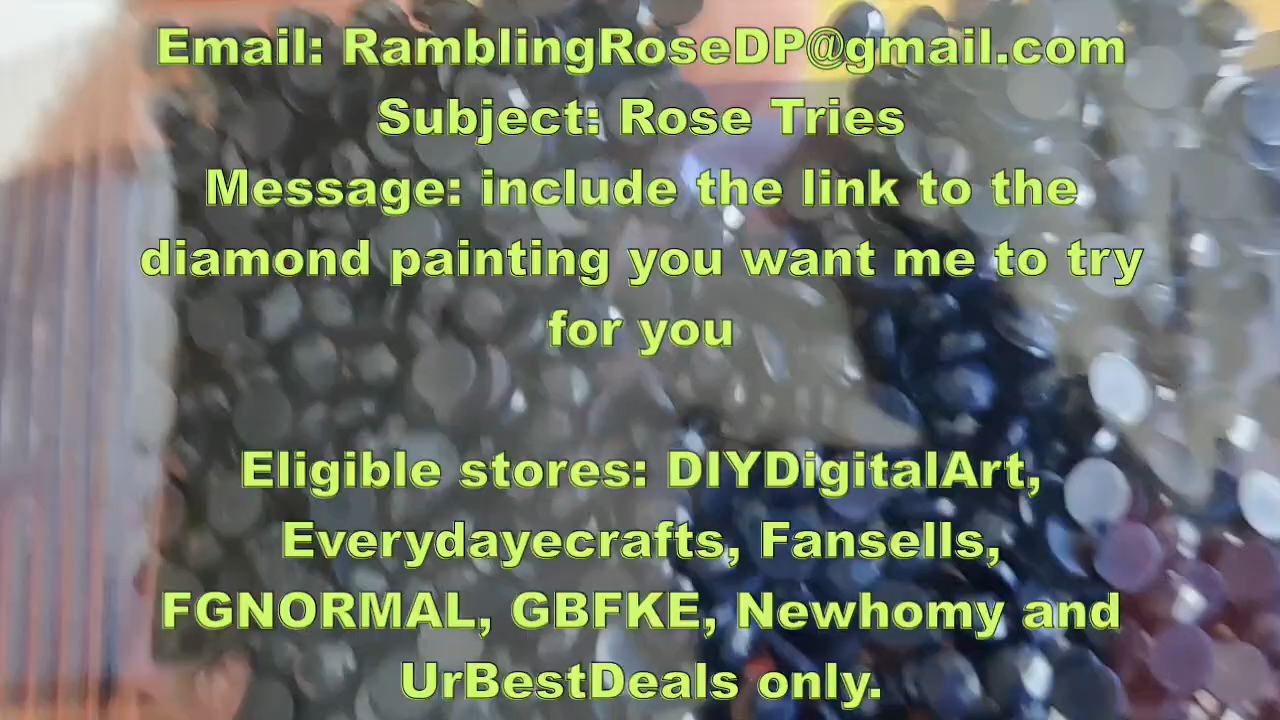 Email: RamblingRoseDP@gmail.com
Subject: Rose Tries
Message: include the link to the
diamond painting you want me to try
for you
Eligible stores: DIYDigitalArt,
Everydayecrafts, Fansells,
FGNORMAL, GBFKE, Newhomy and
UrBestDeals only.